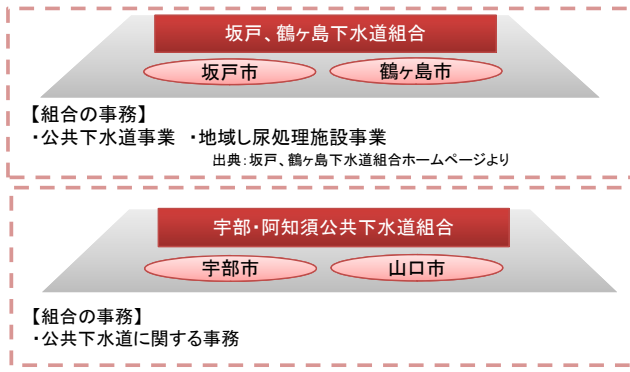 坂戸、鶴ヶ島下水道組合
坂戸市 鶴ヶ島市
【組合の事務】
・公共下水道事業 ・地域し尿処理施設事業
出典：坂戸、鶴ヶ島下水道組合ホームページより
宇部・阿知須公共下水道組合
宇部市 山口市
【組合の事務】
・公共下水道に関する事務